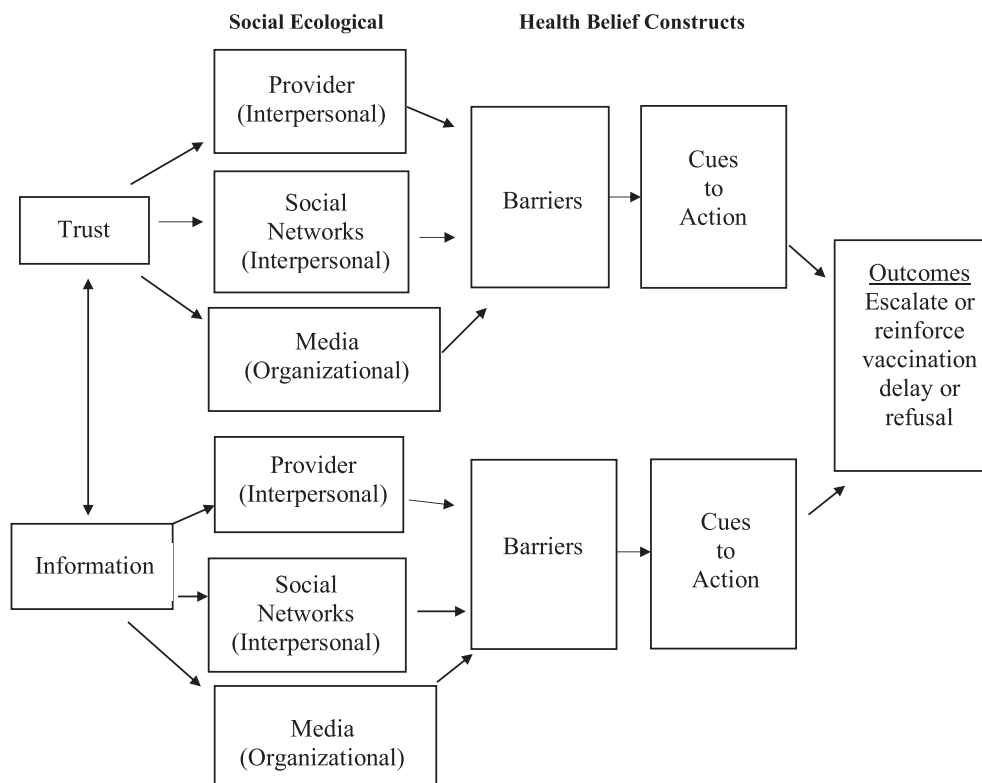 Social Ecological
Health Belief Constructs
Provider
(Interpersonal)
Social
Networks
(Interpersonal)
Media
(Organizational)
Trust
Barriers
Cues
to
Action
Outcomes
Escalate or
reinforce
vaccination
delay or
refusal
Provider
(Interpersonal)
Information
Social
Networks
(Interpersonal)
Media
(Organizational)
Barriers
Cues
to
Action